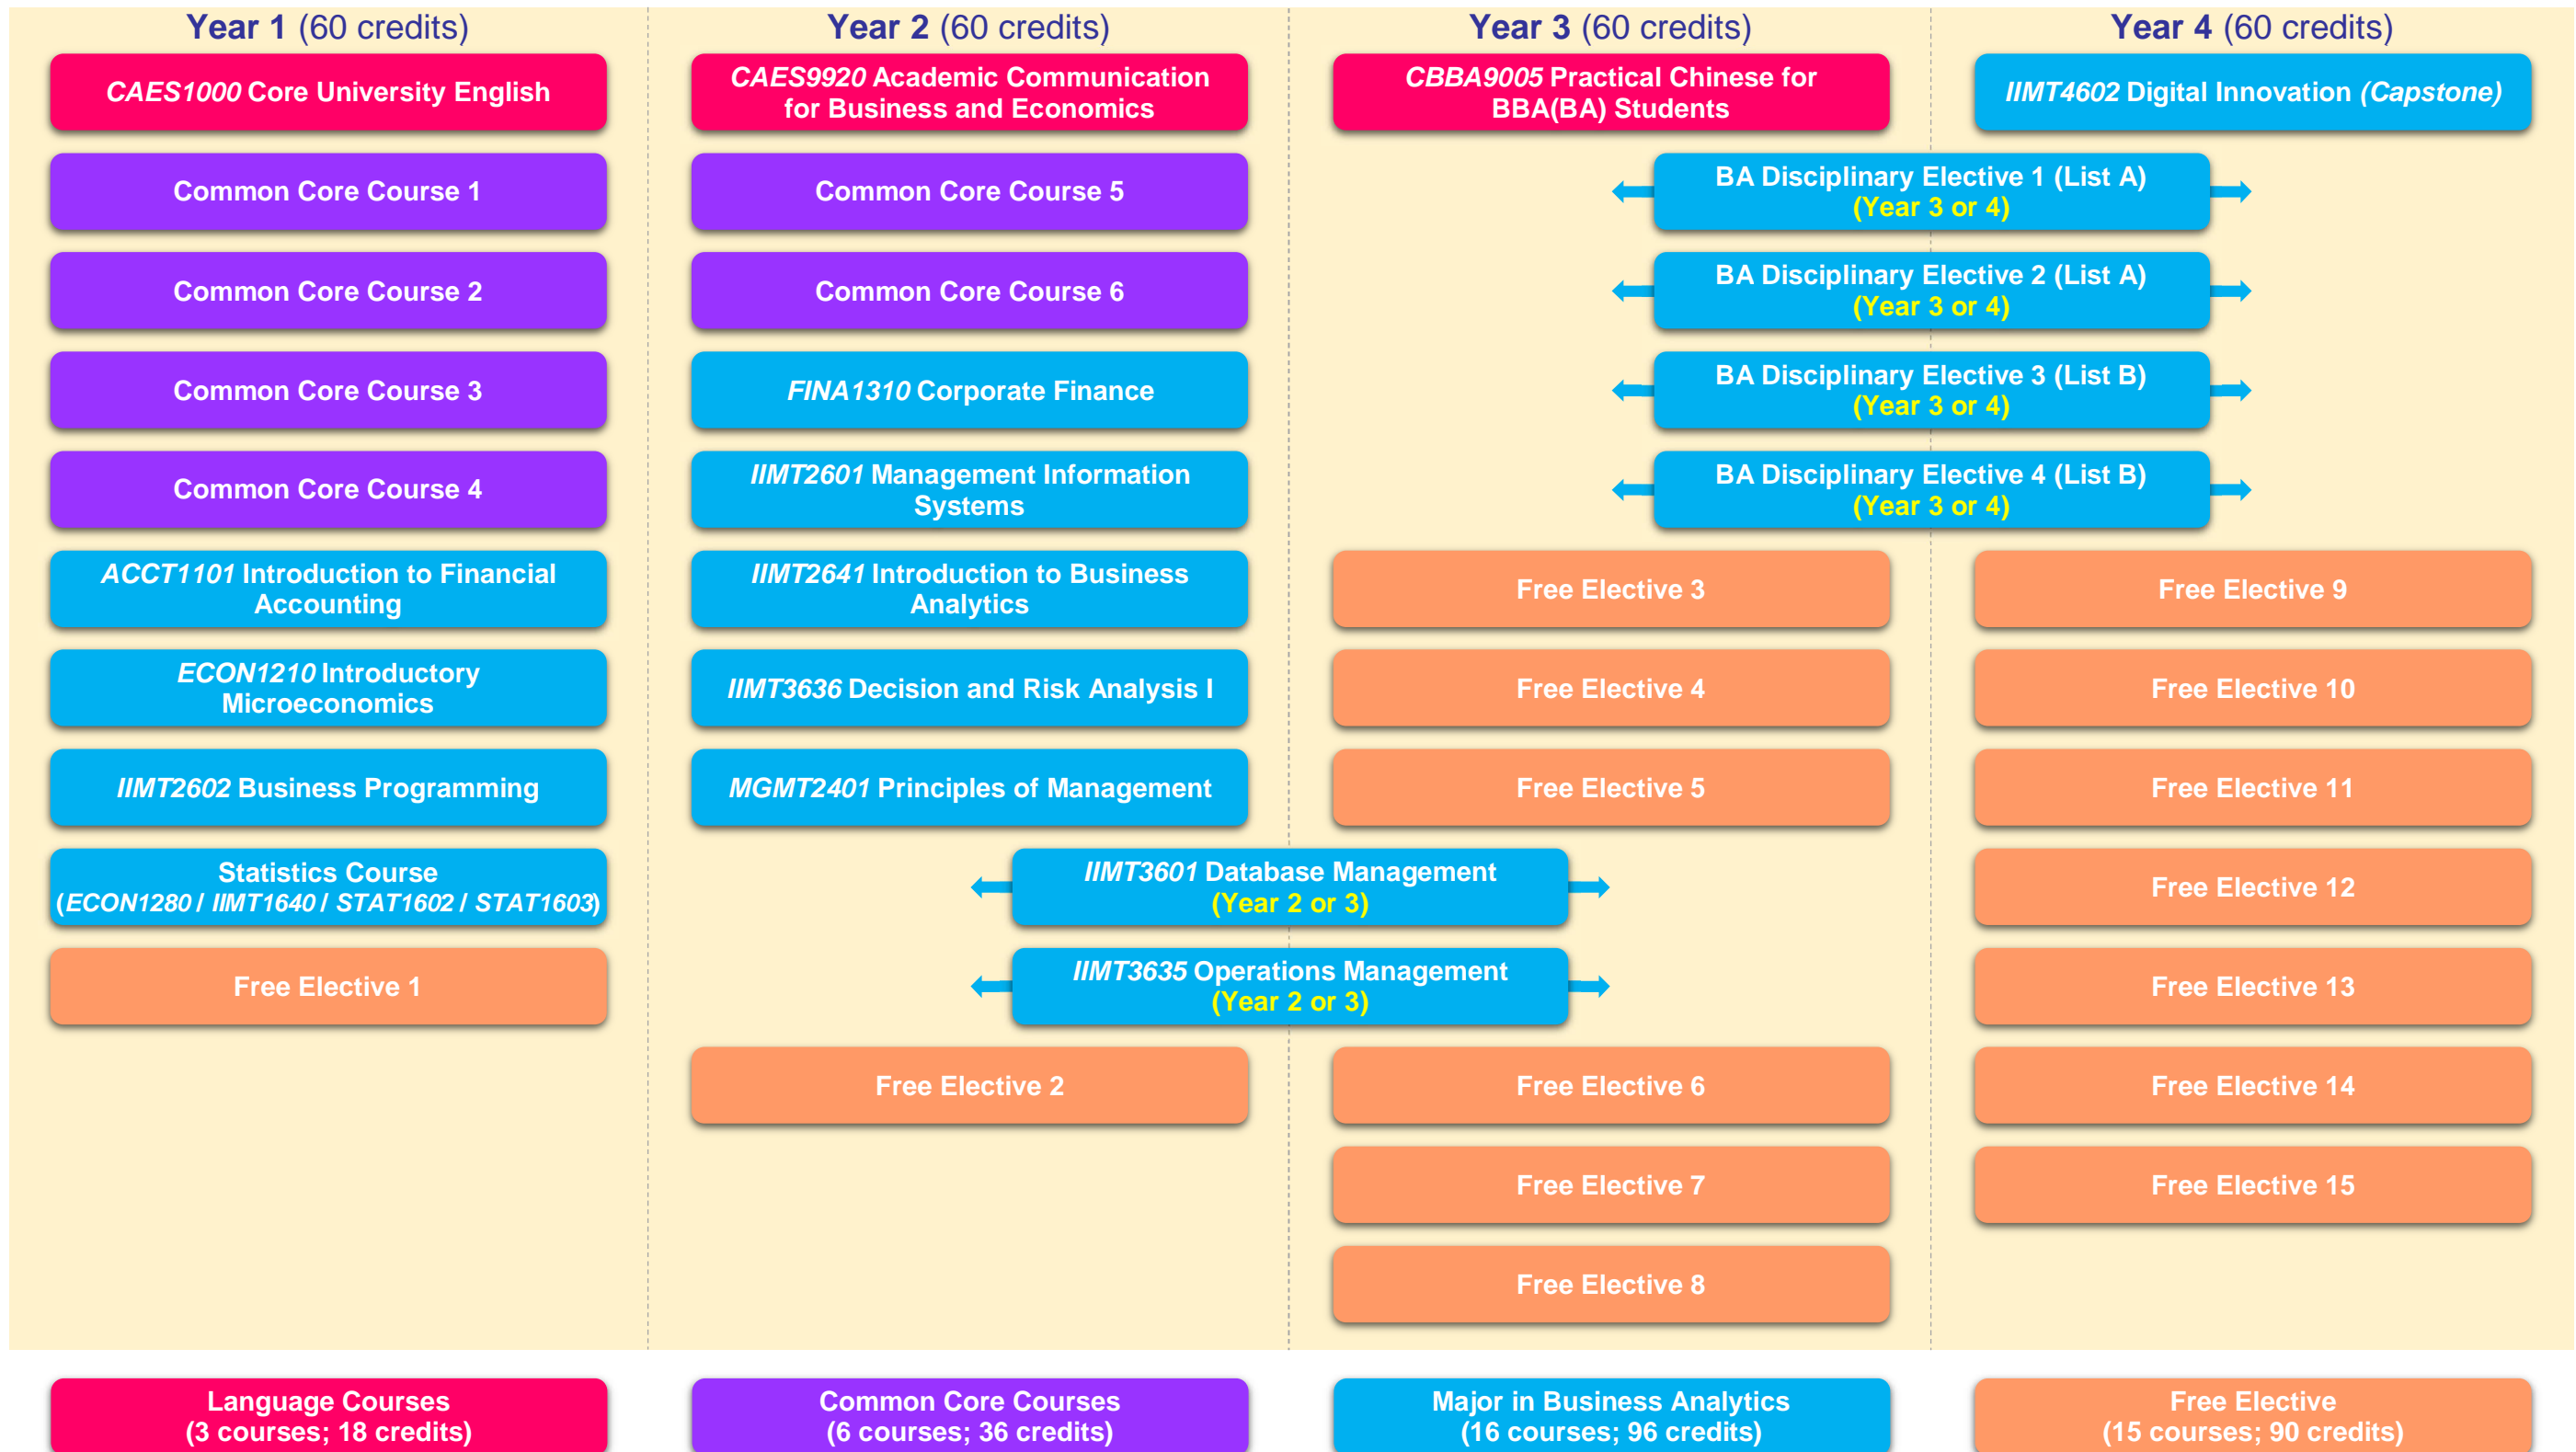 Year 1 (60 credits)
CAES1000 Core University English
Common Core Course 1
Common Core Course 2
Common Core Course 3
Common Core Course 4
ACCT1101 Introduction to Financial
Accounting
ECON1210 Introductory
Microeconomics
IIMT2602 Business Programming
Statistics Course
(ECON1280 / IIMT1640 / STAT1602 / STAT1603)
Free Elective 1
Year 2 (60 credits)
CAES9920 Academic Communication
for Business and Economics
Common Core Course 5
Common Core Course 6
FINA1310 Corporate Finance
IIMT2601 Management Information
Systems
IIMT2641 Introduction to Business
Analytics
IIMT3636 Decision and Risk Analysis I
MGMT2401 Principles of Management
IIMT3601 Database Management
(Year 2 or 3)
IIMT3635 Operations Management
(Year 2 or 3)
Free Elective 2
Year 3 (60 credits)
CBBA9005 Practical Chinese for
BBA(BA) Students
BA Disciplinary Elective 1 (List A)
(Year 3 or 4)
BA Disciplinary Elective 2 (List A)
(Year 3 or 4)
BA Disciplinary Elective 3 (List B)
(Year 3 or 4)
BA Disciplinary Elective 4 (List B)
(Year 3 or 4)
Free Elective 3
Free Elective 4
Free Elective 5
Free Elective 6
Free Elective 7
Free Elective 8
Year 4 (60 credits)
IIMT4602 Digital Innovation (Capstone)
Free Elective 9
Free Elective 10
Free Elective 11
Free Elective 12
Free Elective 13
Free Elective 14
Free Elective 15
Language Courses
(3 courses; 18 credits)
Common Core Courses
(6 courses; 36 credits)
Major in Business Analytics
(16 courses; 96 credits)
Free Elective
(15 courses; 90 credits)